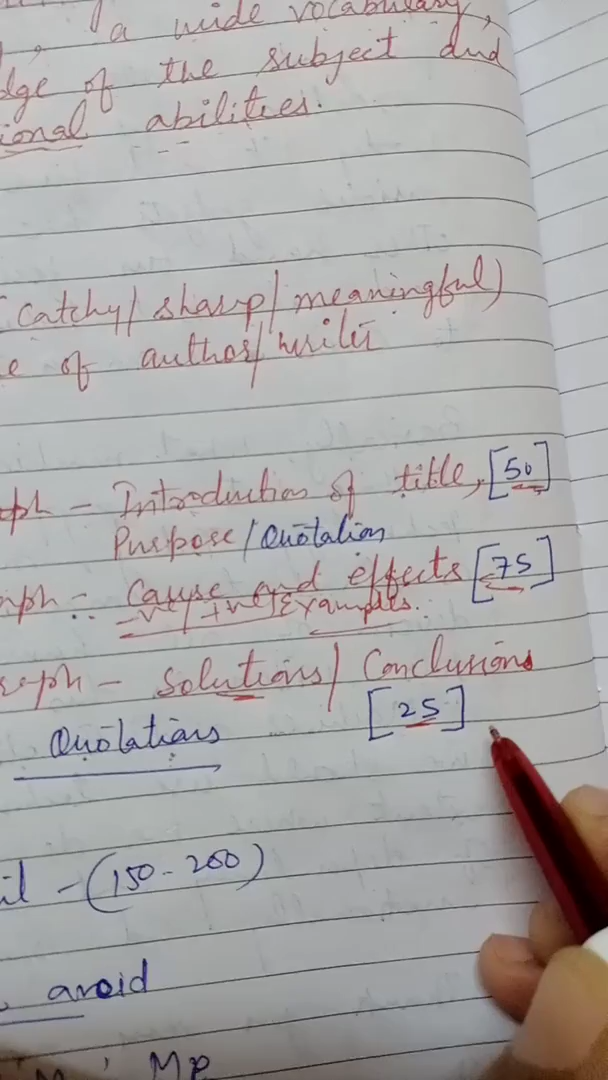 a wide vocabulary,
dge of the subject and
ional abilities.
(catchy/sharp/meaningful)
e of author/writer
ph - Introduction of title, [50]
Purpose/Quotation
ph :- Cause and effects [75]
-ve/+ve/Examples.
raph - Solutions/Conclusions
Quotations [25]
il - (150-200)
avoid
MP